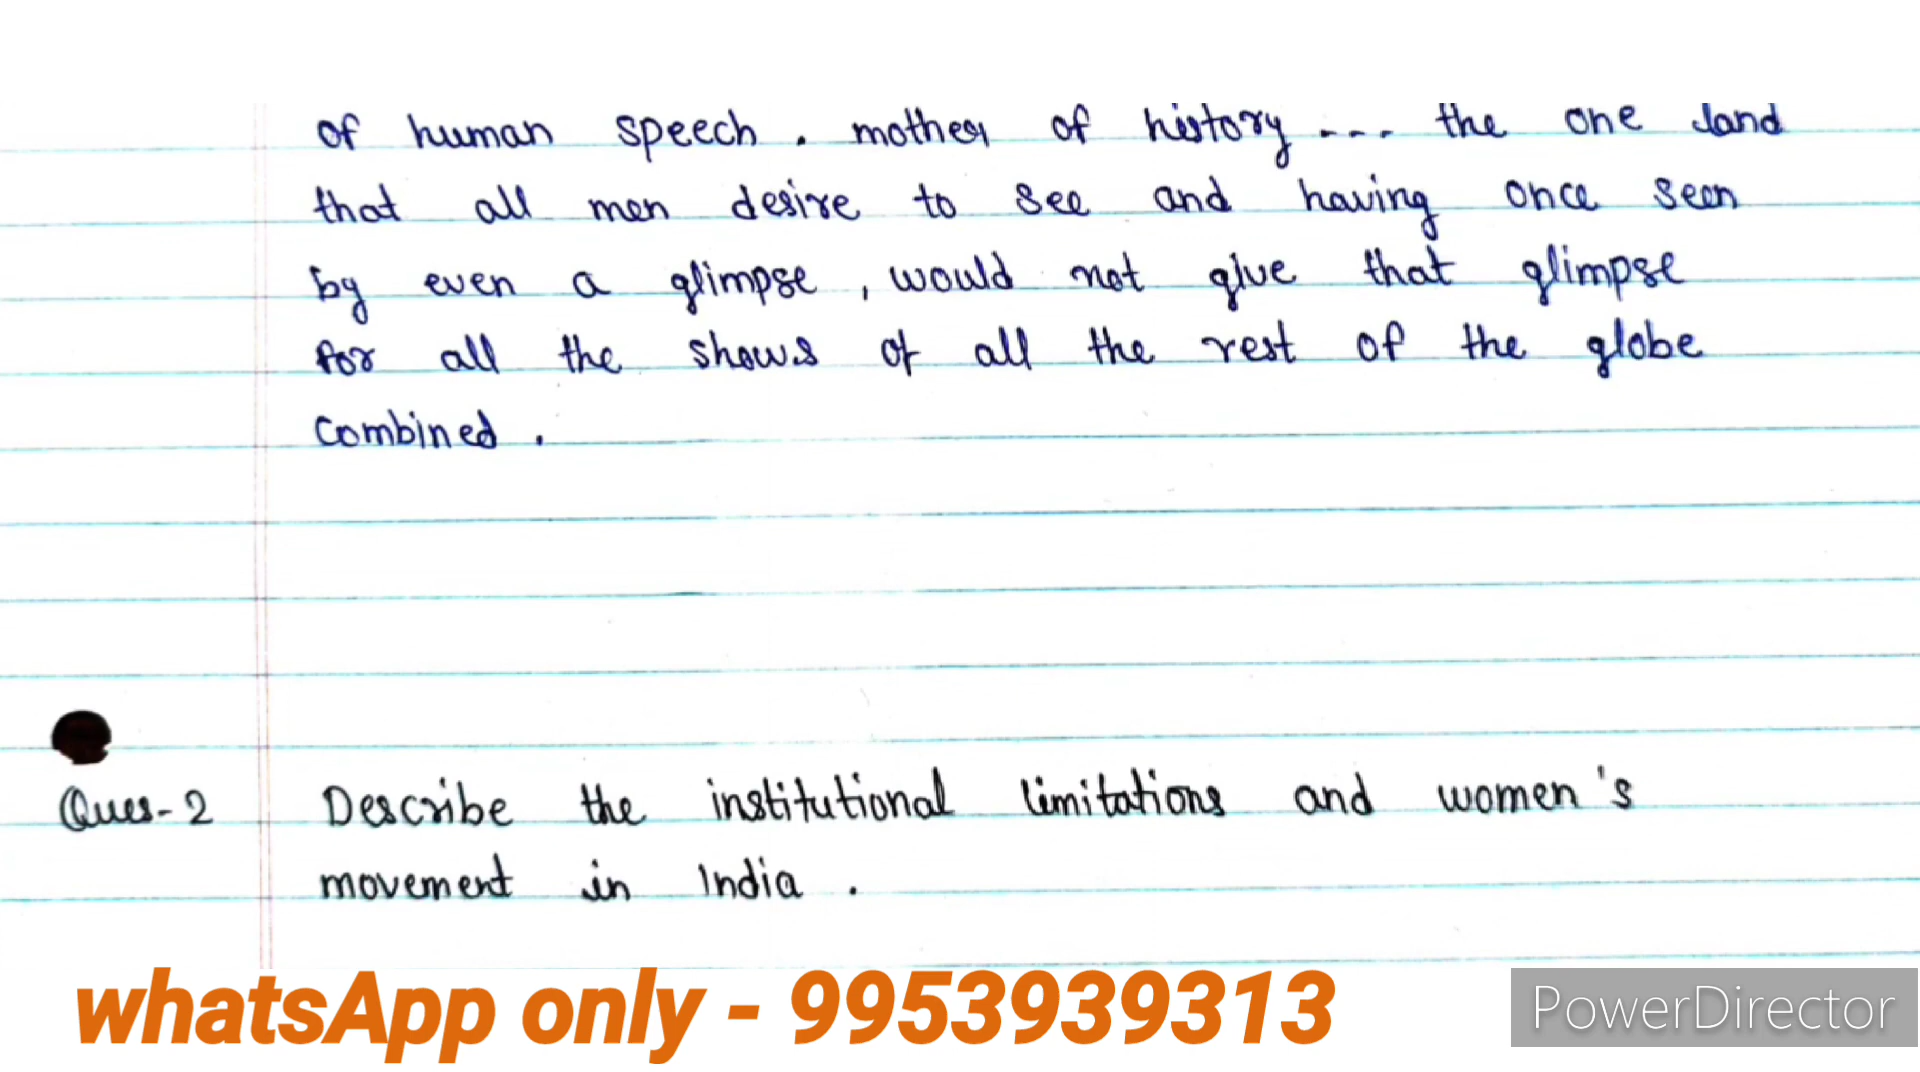 of human speech. mother of history --- the one land
that all men desire to see and having once seen
by even a glimpse, would not give that glimpse
for all the shows of all the rest of the globe
combined.
Ques-2 Describe the institutional limitations and women's
movement in India.
whatsApp only - 9953939313
PowerDirector